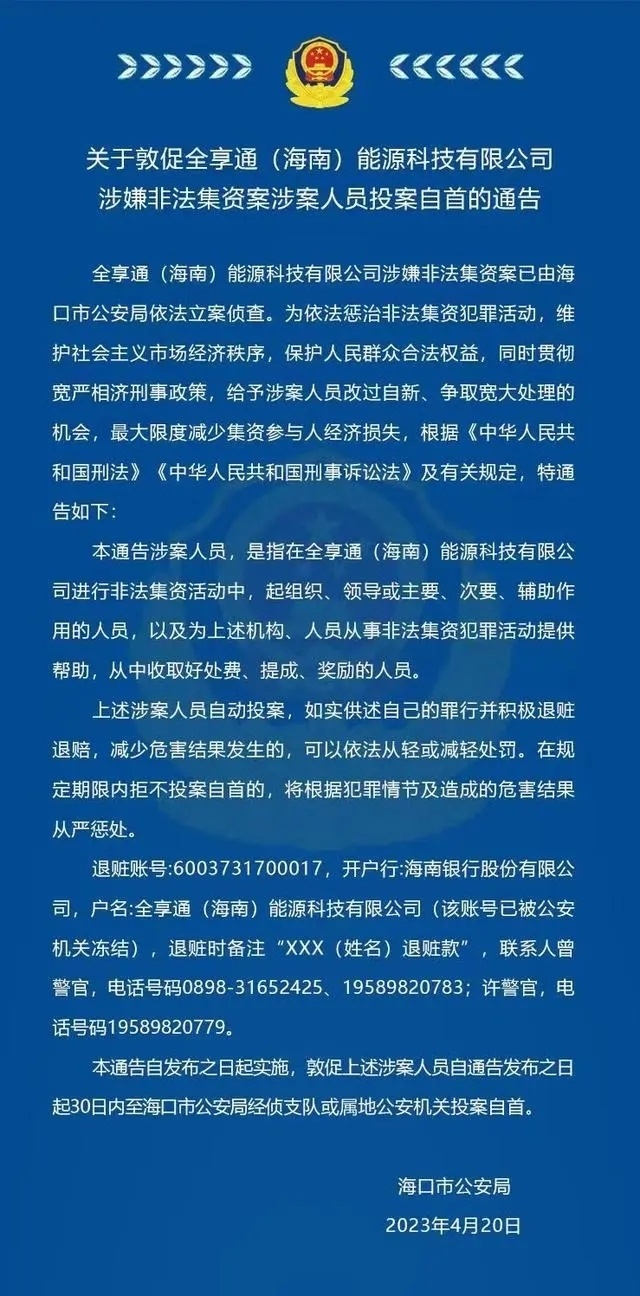 关于敦促全享通（海南）能源科技有限公司
涉嫌非法集资案涉案人员投案自首的通告
全享通（海南）能源科技有限公司涉嫌非法集资案已由海
口市公安局依法立案侦查。为依法惩治非法集资犯罪活动，维
护社会主义市场经济秩序，保护人民群众合法权益，同时贯彻
宽严相济刑事政策，给予涉案人员改过自新、争取宽大处理的
机会，最大限度减少集资参与人经济损失，根据《中华人民共
和国刑法》《中华人民共和国刑事诉讼法》及有关规定，特通
告如下：
本通告涉案人员，是指在全享通（海南）能源科技有限公
司进行非法集资活动中，起组织、领导或主要、次要、辅助作
用的人员，以及为上述机构、人员从事非法集资犯罪活动提供
帮助，从中收取好处费、提成、奖励的人员。
上述涉案人员自动投案，如实供述自己的罪行并积极退赃
退赔，减少危害结果发生的，可以依法从轻或减轻处罚。在规
定期限内拒不投案自首的，将根据犯罪情节及造成的危害结果
从严惩处。
退赃账号:6003731700017，开户行:海南银行股份有限公
司，户名:全享通（海南）能源科技有限公司（该账号已被公安
机关冻结），退赃时备注“XXX（姓名）退赃款”，联系人曾
警官，电话号码0898-31652425、19589820783；许警官，电
话号码19589820779。
本通告自发布之日起实施，敦促上述涉案人员自通告发布之日
起30日内至海口市公安局经侦支队或属地公安机关投案自首。
海口市公安局
2023年4月20日